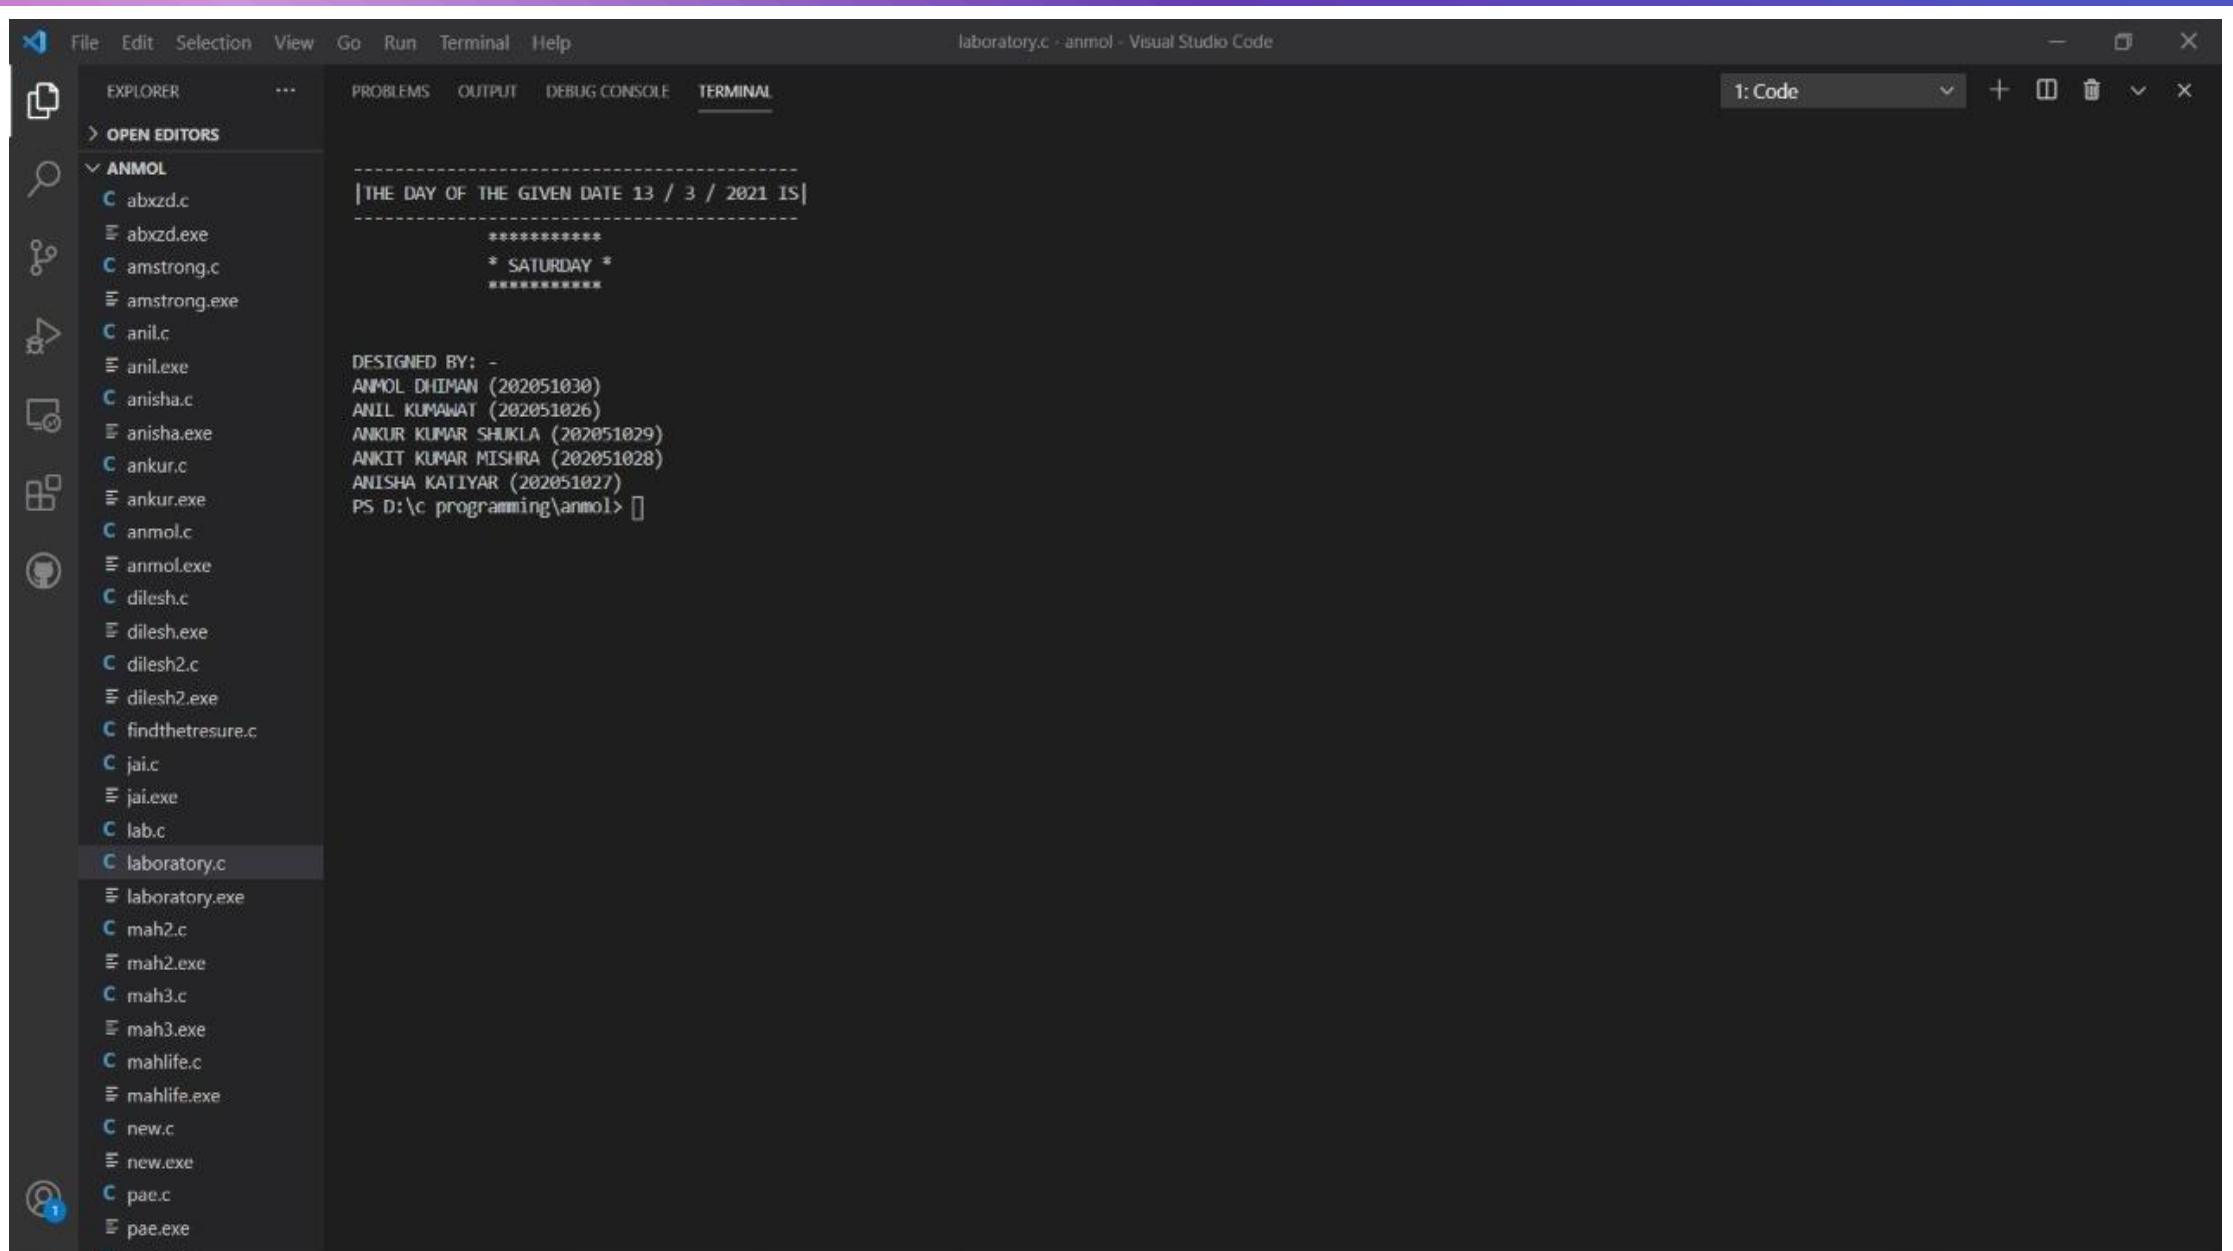 File Edit Selection View Go Run Terminal Help laboratory.c - anmol - Visual Studio Code
EXPLORER ···
OPEN EDITORS
ANMOL
C abxzd.c
abxzd.exe
C amstrong.c
amstrong.exe
C anil.c
anil.exe
C anisha.c
anisha.exe
C ankur.c
ankur.exe
C anmol.c
anmol.exe
C dilesh.c
dilesh.exe
C dilesh2.c
dilesh2.exe
C findthetresure.c
C jai.c
jai.exe
C lab.c
C laboratory.c
laboratory.exe
C mah2.c
mah2.exe
C mah3.c
mah3.exe
C mahlife.c
mahlife.exe
C new.c
new.exe
C pae.c
pae.exe
1
PROBLEMS OUTPUT DEBUG CONSOLE TERMINAL 1: Code
-------------------------------------------
|THE DAY OF THE GIVEN DATE 13 / 3 / 2021 IS|
-------------------------------------------
***********
* SATURDAY *
***********
DESIGNED BY: -
ANMOL DHIMAN (202051030)
ANIL KUMAWAT (202051026)
ANKUR KUMAR SHUKLA (202051029)
ANKIT KUMAR MISHRA (202051028)
ANISHA KATIYAR (202051027)
PS D:\c programming\anmol>